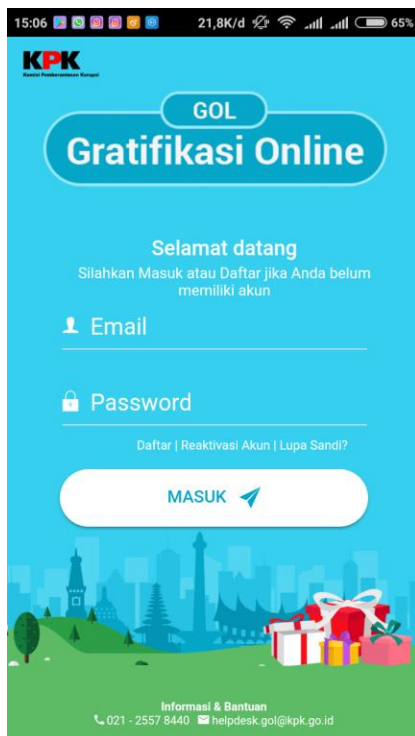 15:06 21,8K/d 65%
KPK
Komisi Pemberantasan Korupsi
GOL
Gratifikasi Online
Selamat datang
Silahkan Masuk atau Daftar jika Anda belum
memiliki akun
Email
Password
Daftar | Reaktivasi Akun | Lupa Sandi?
MASUK
Informasi & Bantuan
021 - 2557 8440 helpdesk.gol@kpk.go.id